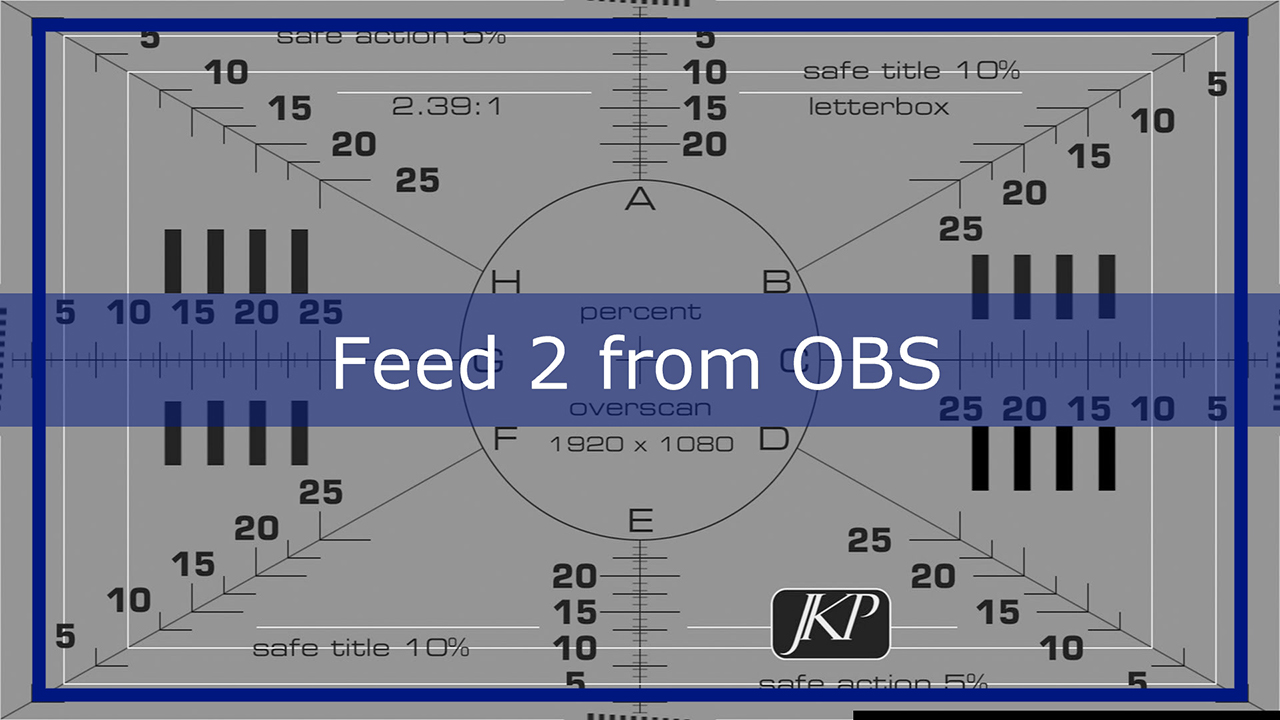 5 safe action 5% 5
10 10 safe title 10% 5
15 2.39:1 15 letterbox 10
20 20 15
25 20
A 25
H B
5 10 15 20 25 percent
Feed 2 from OBS
G C
overscan 25 20 15 10 5
F 1920 x 1080 D
25
E
20 25
15 20 20
10 15 JKP 15
5 safe title 10% 10 10
5 safe action 5% 5